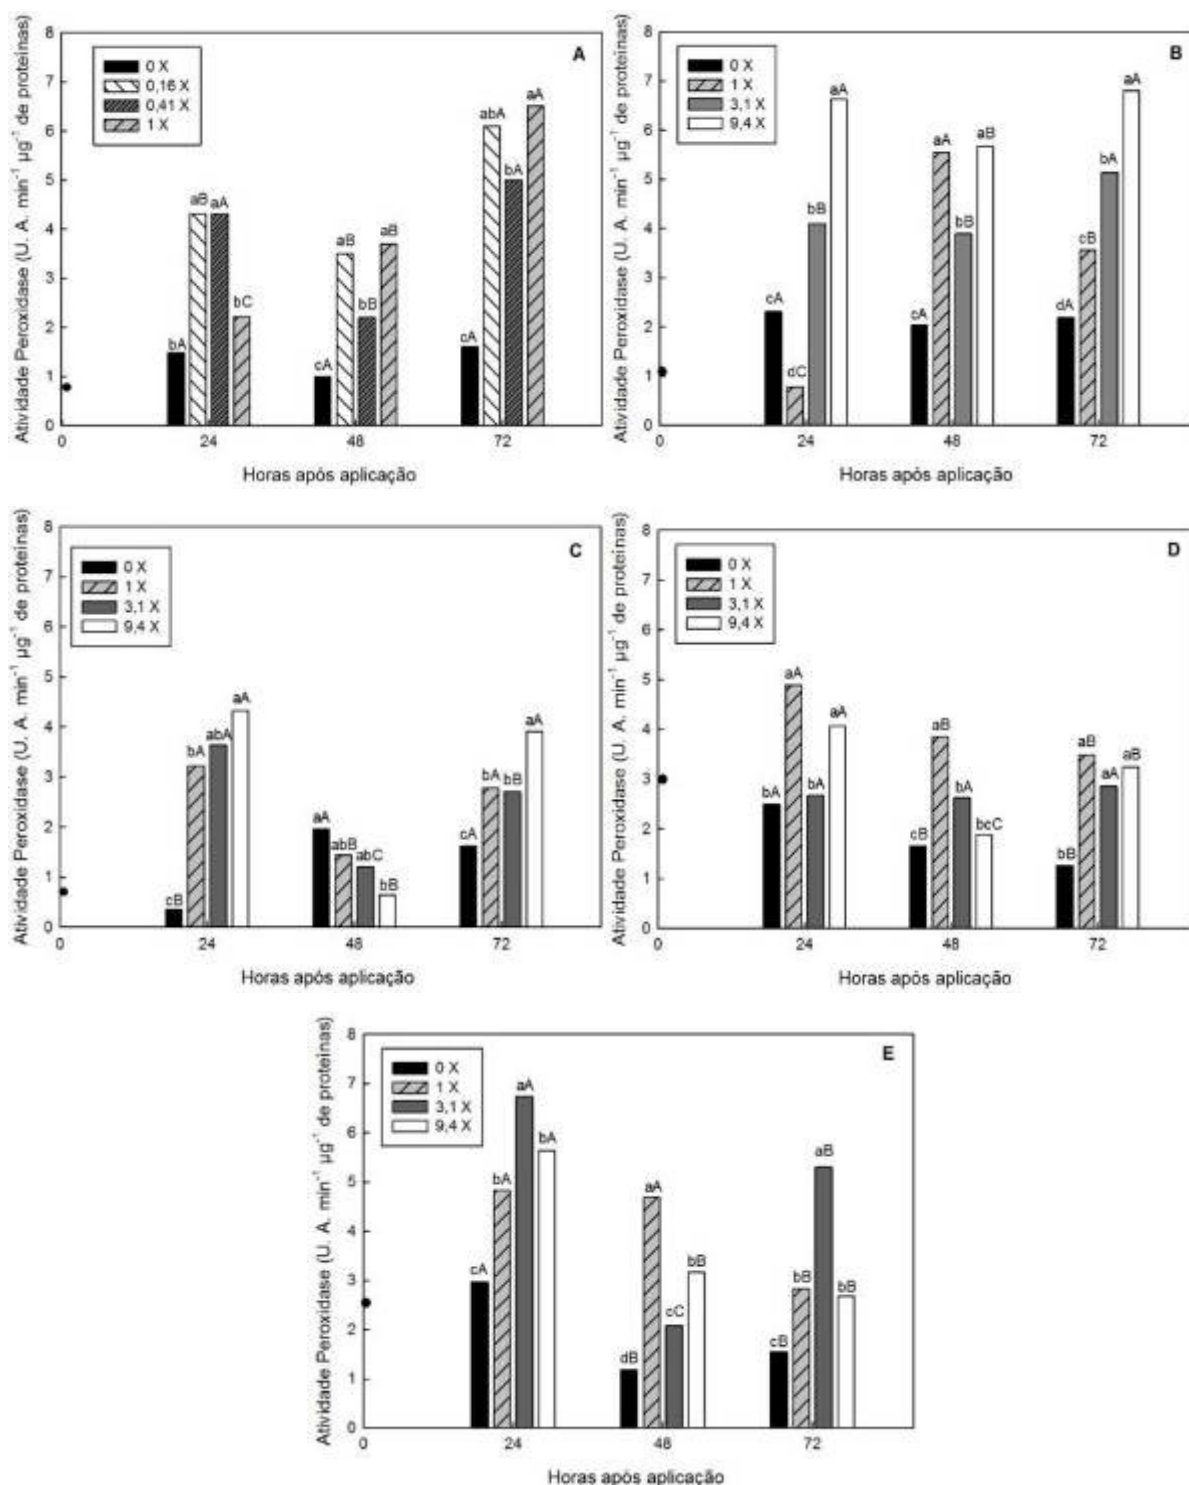 Atividade Peroxidase (U. A. min⁻¹ µg⁻¹ de proteínas)
8
7
6
5
4
3
2
1
0
A
0 X
0,16 X
0,41 X
1 X
bA aB aA bC
cA aB bB aB
cA abA bA aA
0 24 48 72
Horas após aplicação
Atividade Peroxidase (U. A. min⁻¹ µg⁻¹ de proteínas)
8
7
6
5
4
3
2
1
0
B
0 X
1 X
3,1 X
9,4 X
cA dC bB aA
cA aA bB aB
dA cB bA aA
0 24 48 72
Horas após aplicação
Atividade Peroxidase (U. A. min⁻¹ µg⁻¹ de proteínas)
8
7
6
5
4
3
2
1
0
C
0 X
1 X
3,1 X
9,4 X
cB bA abA aA
aA abB abC bB
cA bA bB aA
0 24 48 72
Horas após aplicação
Atividade Peroxidase (U. A. min⁻¹ µg⁻¹ de proteínas)
8
7
6
5
4
3
2
1
0
D
0 X
1 X
3,1 X
9,4 X
bA aA bA aA
cB aB bA bcC
bB aB aA aB
0 24 48 72
Horas após aplicação
Atividade Peroxidase (U. A. min⁻¹ µg⁻¹ de proteínas)
8
7
6
5
4
3
2
1
0
E
0 X
1 X
3,1 X
9,4 X
cA bA aA bA
dB aA cC bB
cB bB aB bB
0 24 48 72
Horas após aplicação